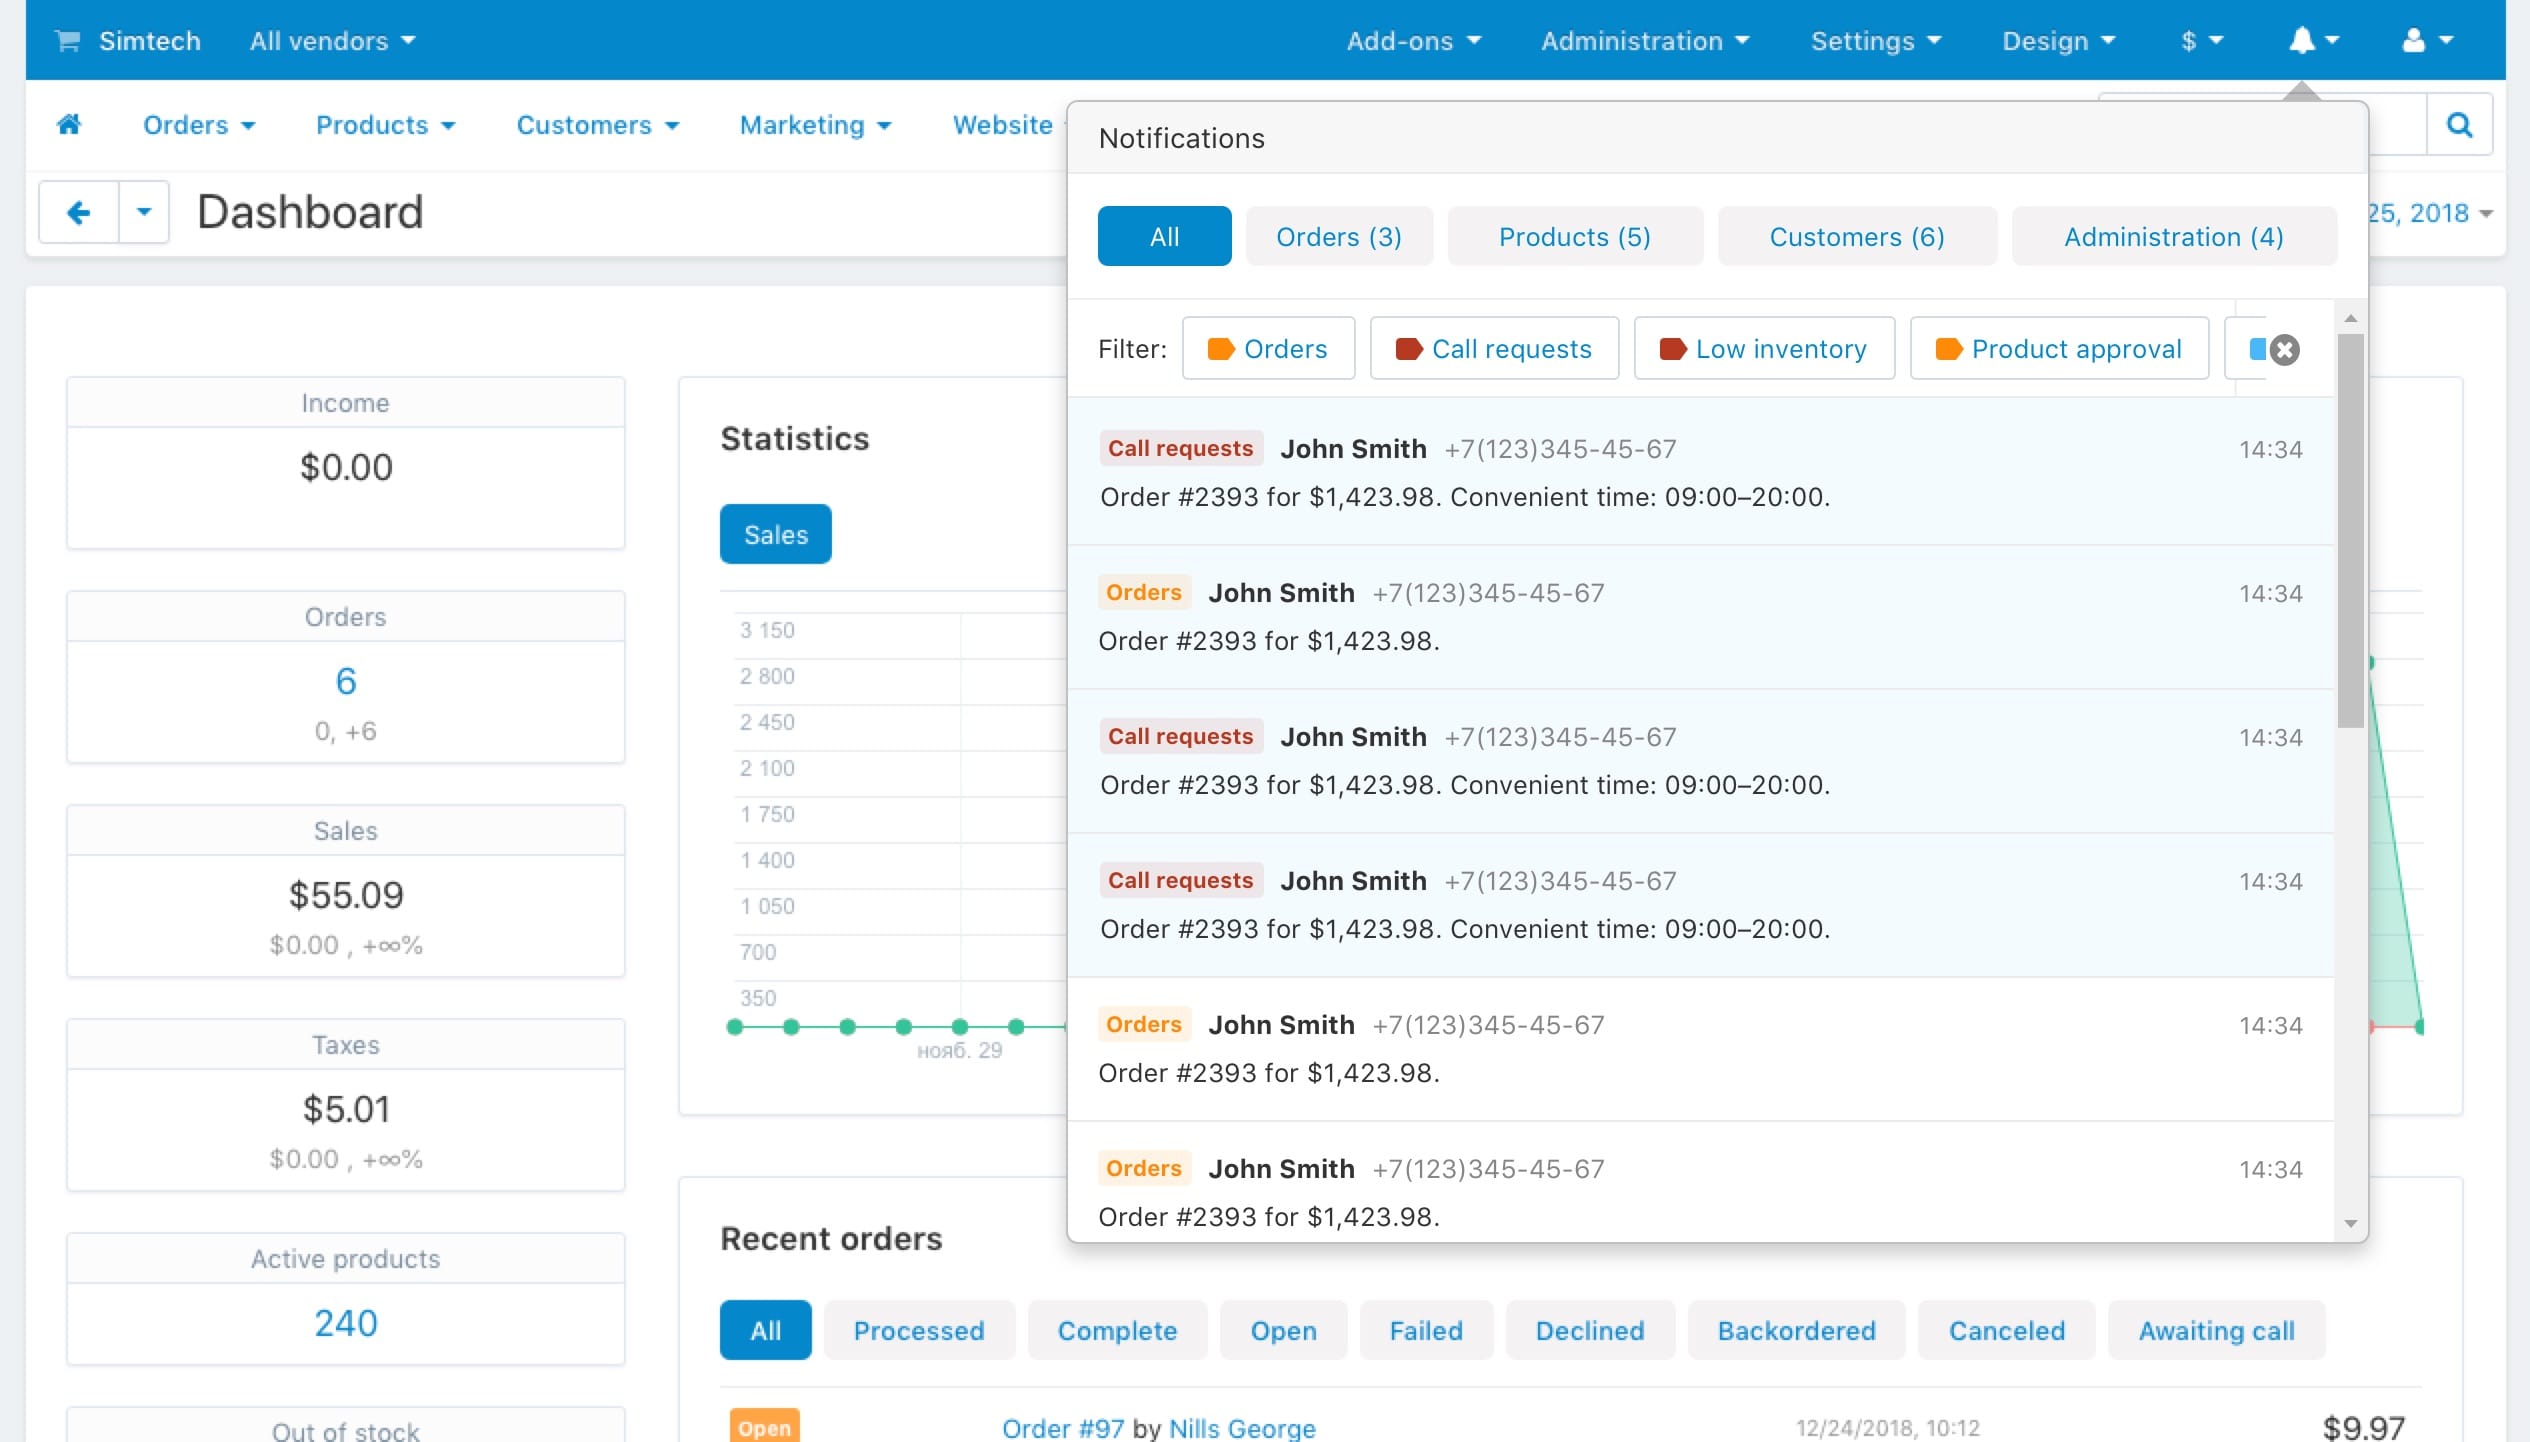 Simtech All vendors Add-ons Administration Settings Design $
Orders Products Customers Marketing Website
Dashboard
25, 2018
Notifications
All Orders (3) Products (5) Customers (6) Administration (4)
Filter: Orders Call requests Low inventory Product approval
Call requests John Smith +7(123)345-45-67 14:34
Order #2393 for $1,423.98. Convenient time: 09:00–20:00.
Orders John Smith +7(123)345-45-67 14:34
Order #2393 for $1,423.98.
Call requests John Smith +7(123)345-45-67 14:34
Order #2393 for $1,423.98. Convenient time: 09:00–20:00.
Call requests John Smith +7(123)345-45-67 14:34
Order #2393 for $1,423.98. Convenient time: 09:00–20:00.
Orders John Smith +7(123)345-45-67 14:34
Order #2393 for $1,423.98.
Orders John Smith +7(123)345-45-67 14:34
Order #2393 for $1,423.98.
Income
$0.00
Orders
6
0, +6
Sales
$55.09
$0.00 , +∞%
Taxes
$5.01
$0.00 , +∞%
Active products
240
Out of stock
Statistics
Sales
3 150
2 800
2 450
2 100
1 750
1 400
1 050
700
350
нояб. 29
Recent orders
All Processed Complete Open Failed Declined Backordered Canceled Awaiting call
Open Order #97 by Nills George 12/24/2018, 10:12 $9.97